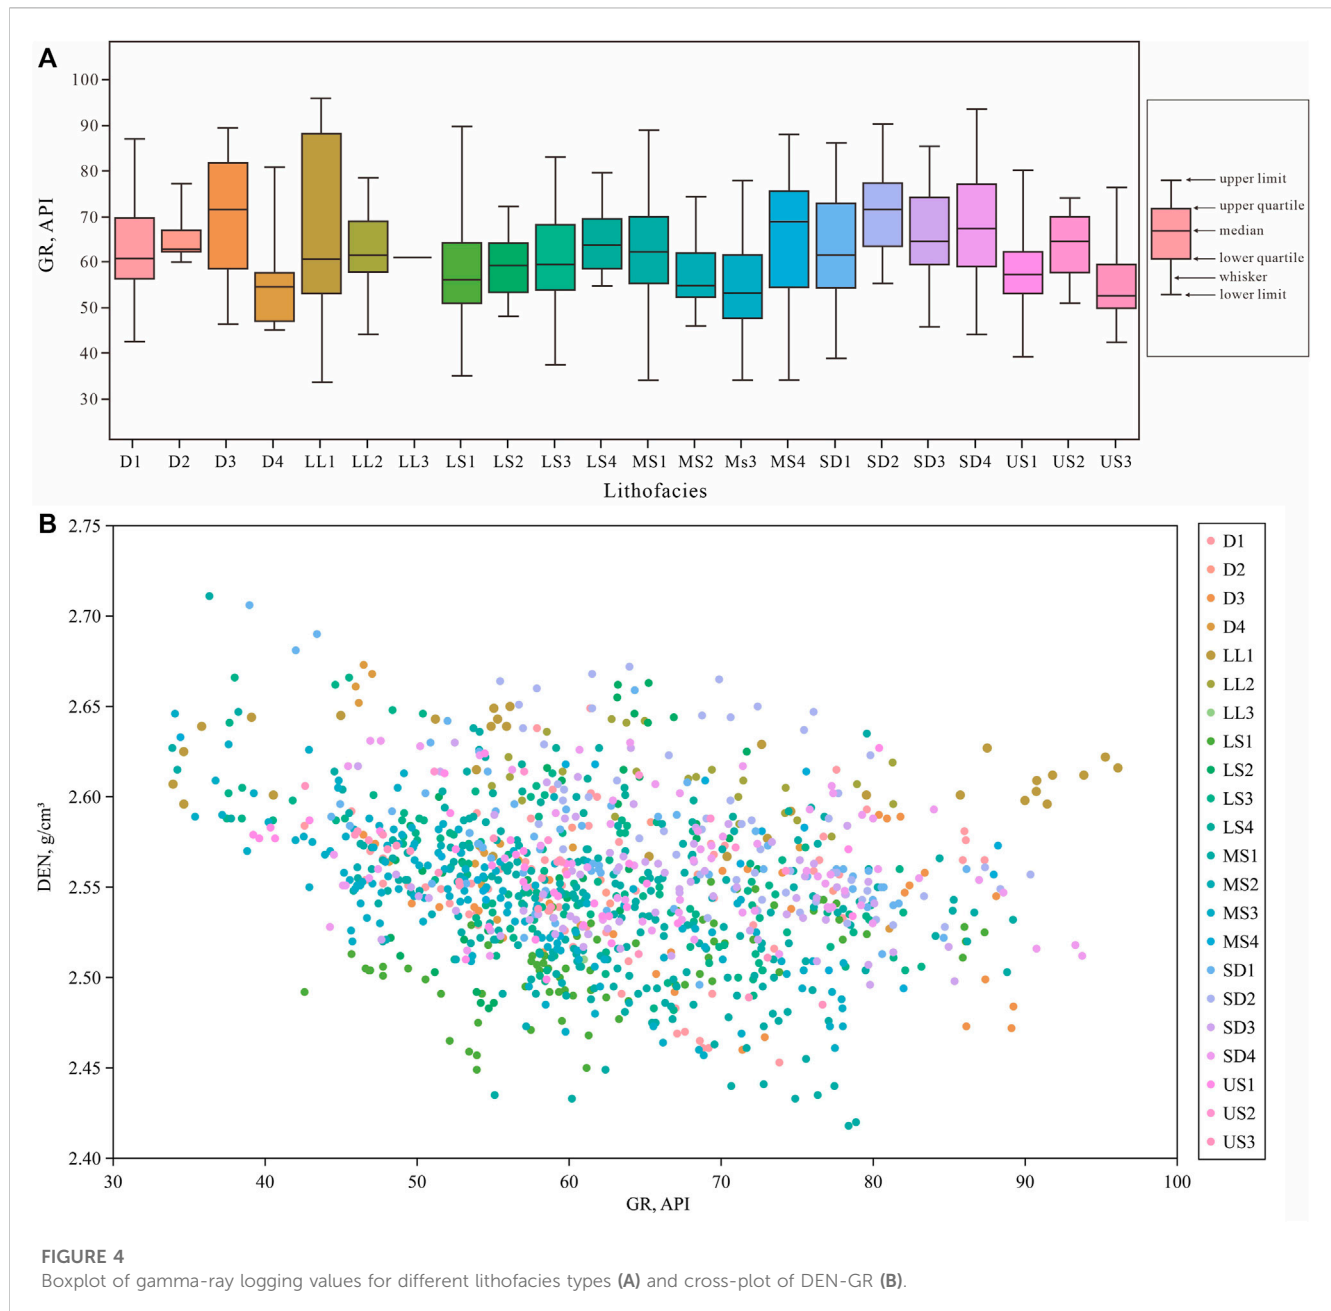 A
GR, API
100
90
80
70
60
50
40
30
D1 D2 D3 D4 LL1 LL2 LL3 LS1 LS2 LS3 LS4 MS1 MS2 Ms3 MS4 SD1 SD2 SD3 SD4 US1 US2 US3
Lithofacies
upper limit
upper quartile
median
lower quartile
whisker
lower limit
B
DEN, g/cm³
2.75
2.70
2.65
2.60
2.55
2.50
2.45
2.40
30 40 50 60 70 80 90 100
GR, API
D1
D2
D3
D4
LL1
LL2
LL3
LS1
LS2
LS3
LS4
MS1
MS2
MS3
MS4
SD1
SD2
SD3
SD4
US1
US2
US3
FIGURE 4
Boxplot of gamma-ray logging values for different lithofacies types (A) and cross-plot of DEN-GR (B).